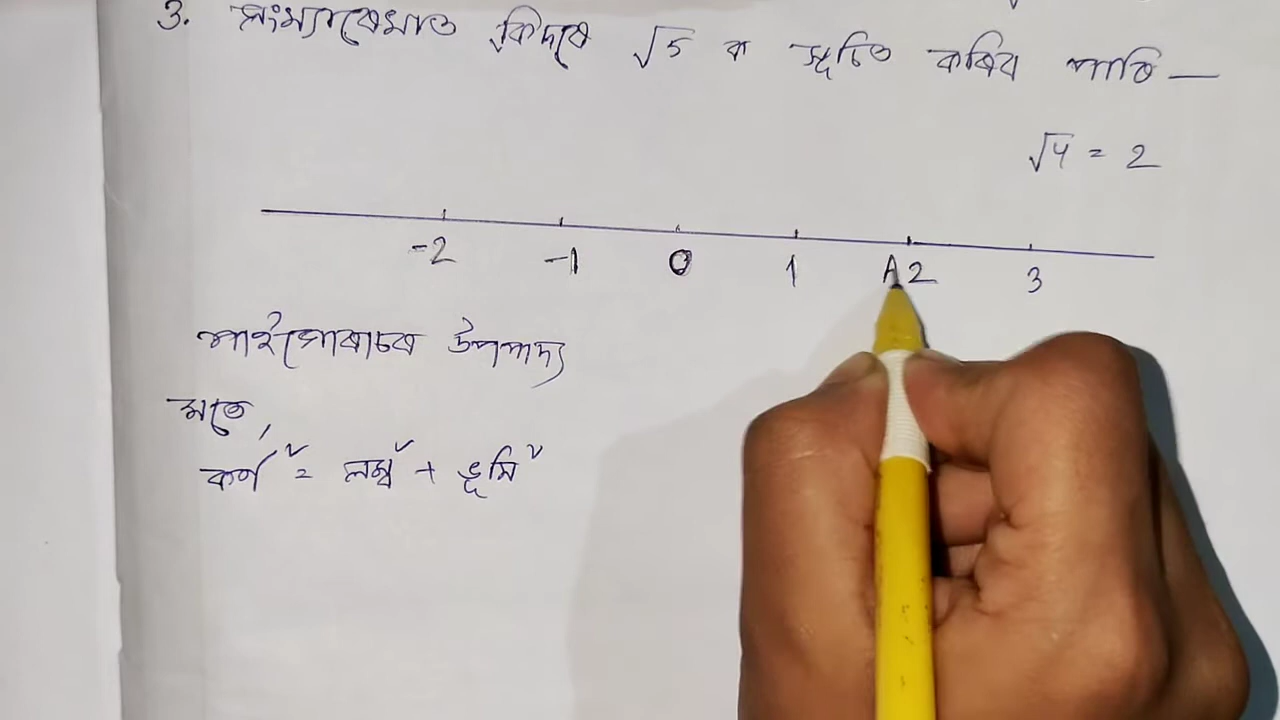 3. সংখ্যাৰেখাত কিদৰে √5 ক সূচিত কৰিব পাৰি —
√4 = 2
-2 -1 0 1 A 2 3
পাইথাগোৰাচৰ উপপাদ্য
মতে,
কৰ্ণ² = লম্ব² + ভূমি²